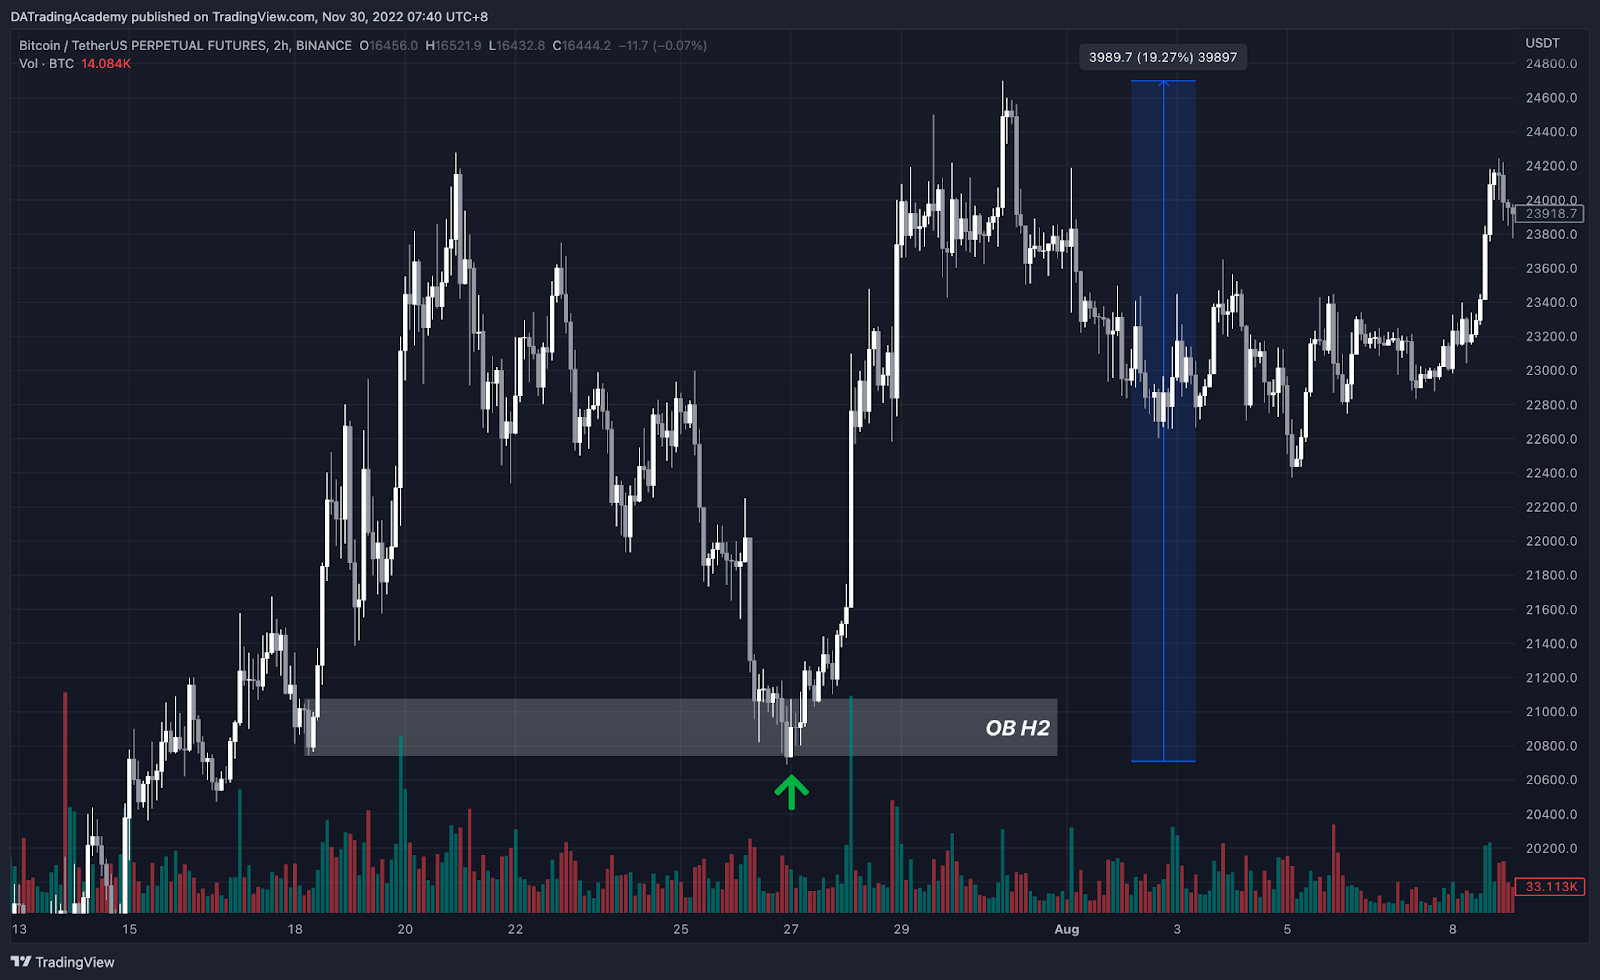 DATradingAcademy published on TradingView.com, Nov 30, 2022 07:40 UTC+8
Bitcoin / TetherUS PERPETUAL FUTURES, 2h, BINANCE O16456.0 H16521.9 L16432.8 C16444.2 −11.7 (−0.07%)
Vol · BTC 14.084K
3989.7 (19.27%) 39897
USDT
24800.0
24600.0
24400.0
24200.0
24000.0
23918.7
23800.0
23600.0
23400.0
23200.0
23000.0
22800.0
22600.0
22400.0
22200.0
22000.0
21800.0
21600.0
21400.0
21200.0
21000.0
20800.0
20600.0
20400.0
20200.0
33.113K
OB H2
13 15 18 20 22 25 27 29 Aug 3 5 8
TradingView